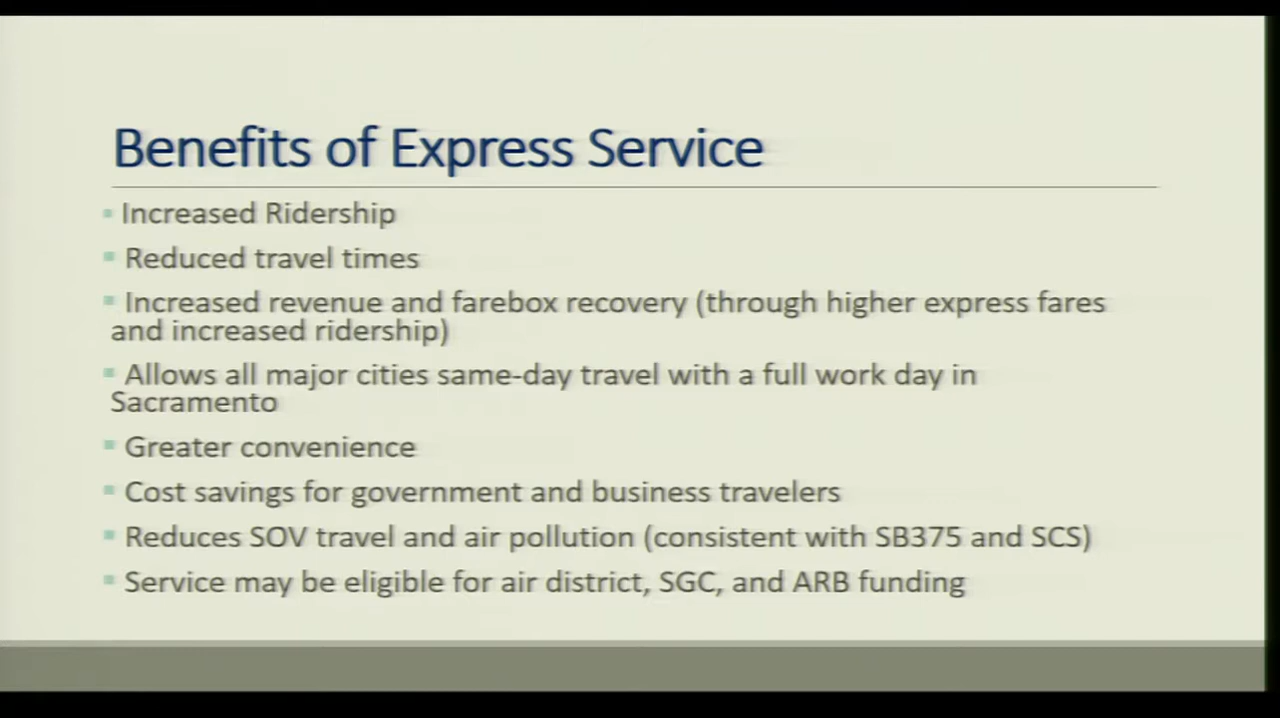 Benefits of Express Service
▪ Increased Ridership
▪ Reduced travel times
▪ Increased revenue and farebox recovery (through higher express fares
and increased ridership)
▪ Allows all major cities same-day travel with a full work day in
Sacramento
▪ Greater convenience
▪ Cost savings for government and business travelers
▪ Reduces SOV travel and air pollution (consistent with SB375 and SCS)
▪ Service may be eligible for air district, SGC, and ARB funding